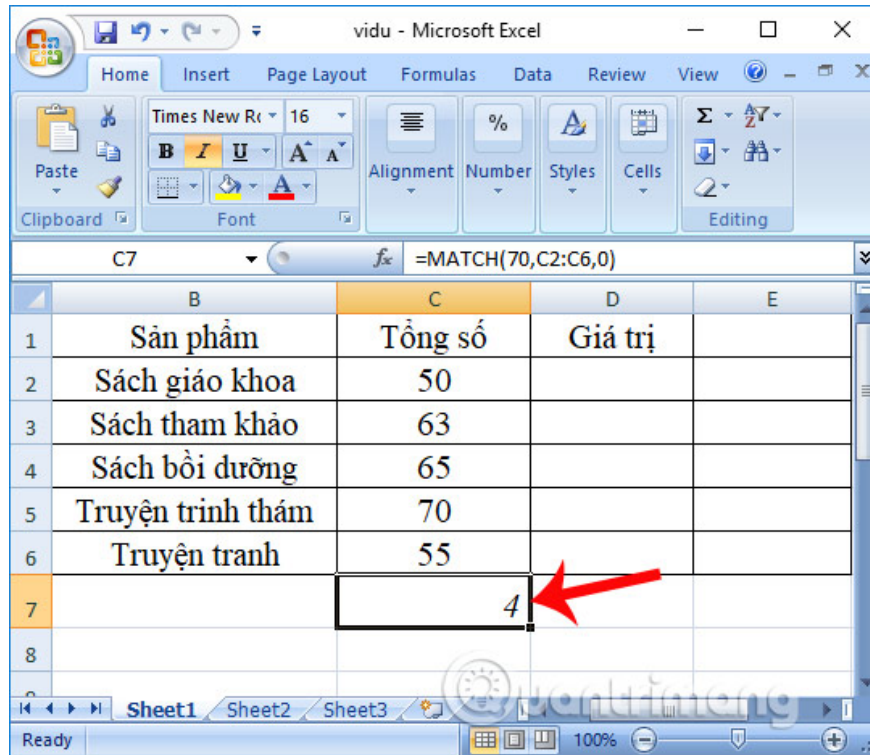 vidu - Microsoft Excel
Home Insert Page Layout Formulas Data Review View
Times New Ro 16
Paste B I U A A Alignment Number Styles Cells Σ
Clipboard Font Editing
C7 fx =MATCH(70,C2:C6,0)
B C D E
1 Sản phẩm Tổng số Giá trị
2 Sách giáo khoa 50
3 Sách tham khảo 63
4 Sách bồi dưỡng 65
5 Truyện trinh thám 70
6 Truyện tranh 55
7 4
8
Sheet1 Sheet2 Sheet3
Quantrimang
Ready 100%